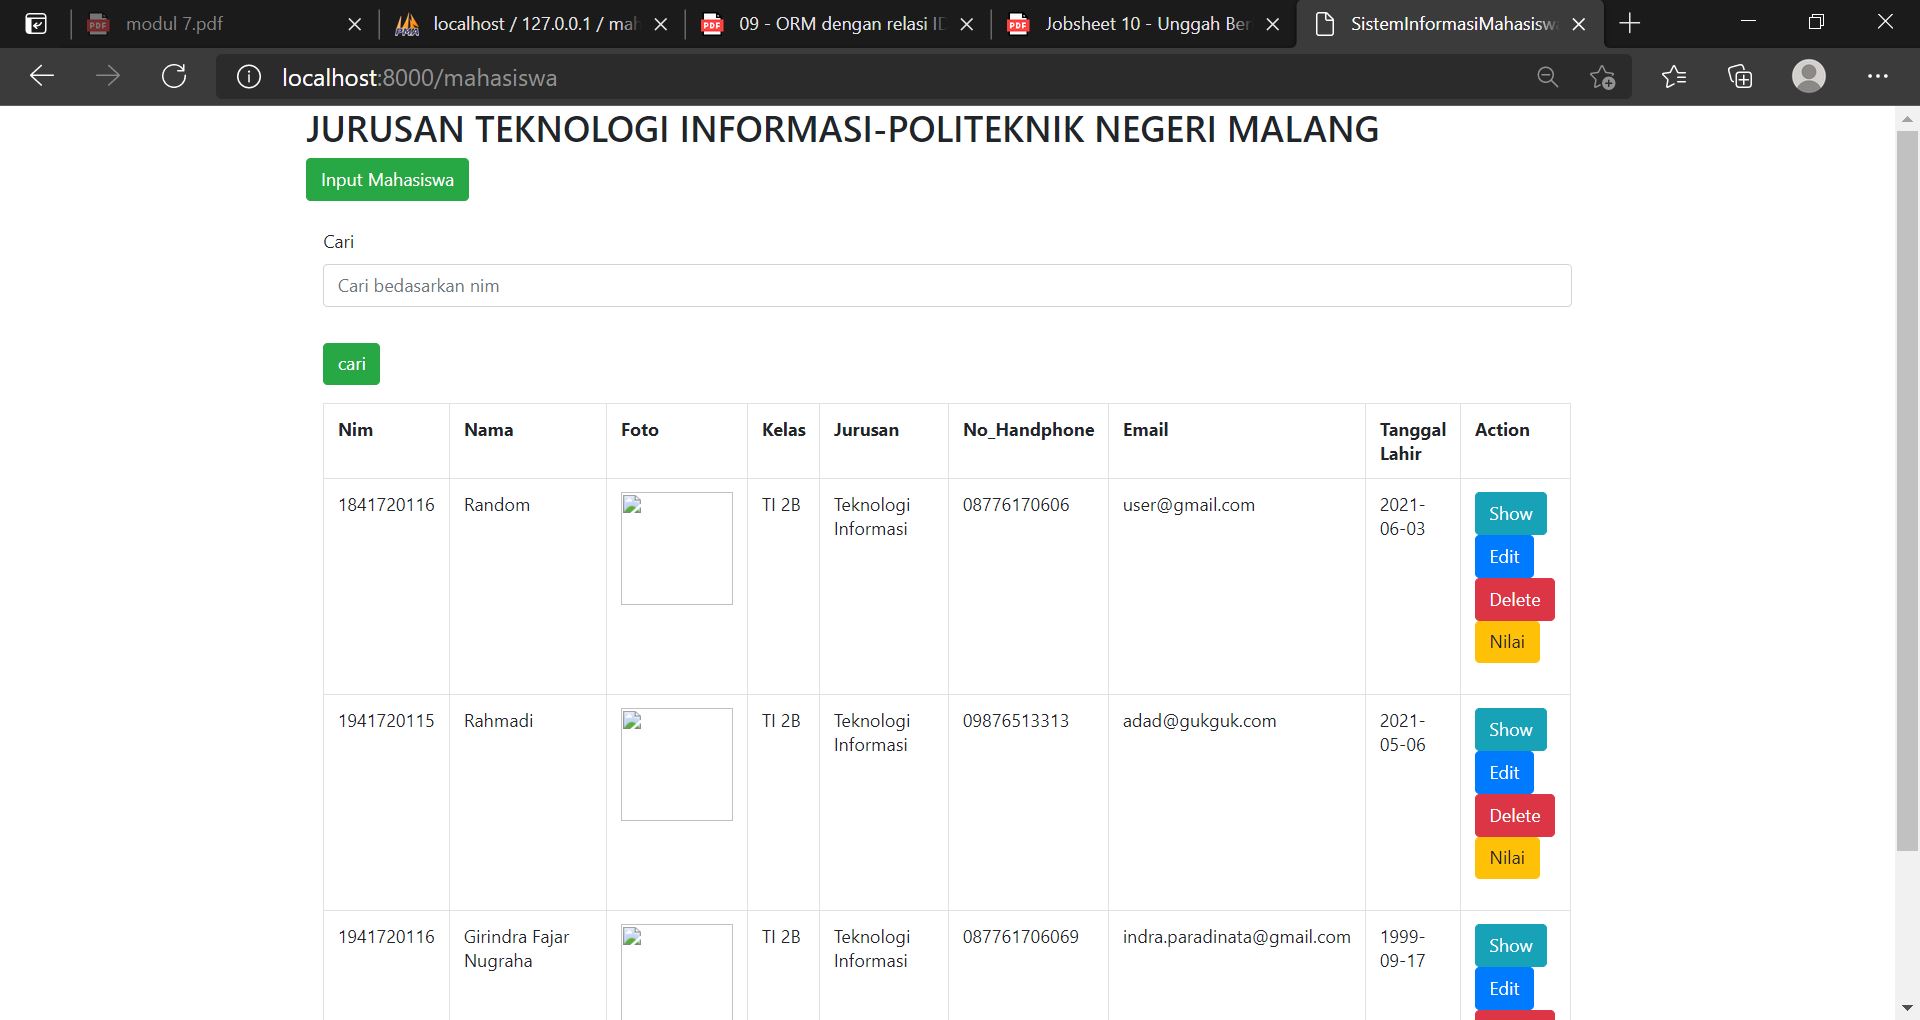 modul 7.pdf
localhost / 127.0.0.1 / mah
09 - ORM dengan relasi
Jobsheet 10 - Unggah Ber
SistemInformasiMahasisw
localhost:8000/mahasiswa
JURUSAN TEKNOLOGI INFORMASI-POLITEKNIK NEGERI MALANG
Input Mahasiswa
Cari
Cari bedasarkan nim
cari
Nim Nama Foto Kelas Jurusan No_Handphone Email Tanggal Action
Lahir
1841720116 Random TI 2B Teknologi 08776170606 user@gmail.com 2021- Show
Informasi 06-03
Edit
Delete
Nilai
1941720115 Rahmadi TI 2B Teknologi 09876513313 adad@gukguk.com 2021- Show
Informasi 05-06
Edit
Delete
Nilai
1941720116 Girindra Fajar TI 2B Teknologi 087761706069 indra.paradinata@gmail.com 1999- Show
Nugraha Informasi 09-17
Edit